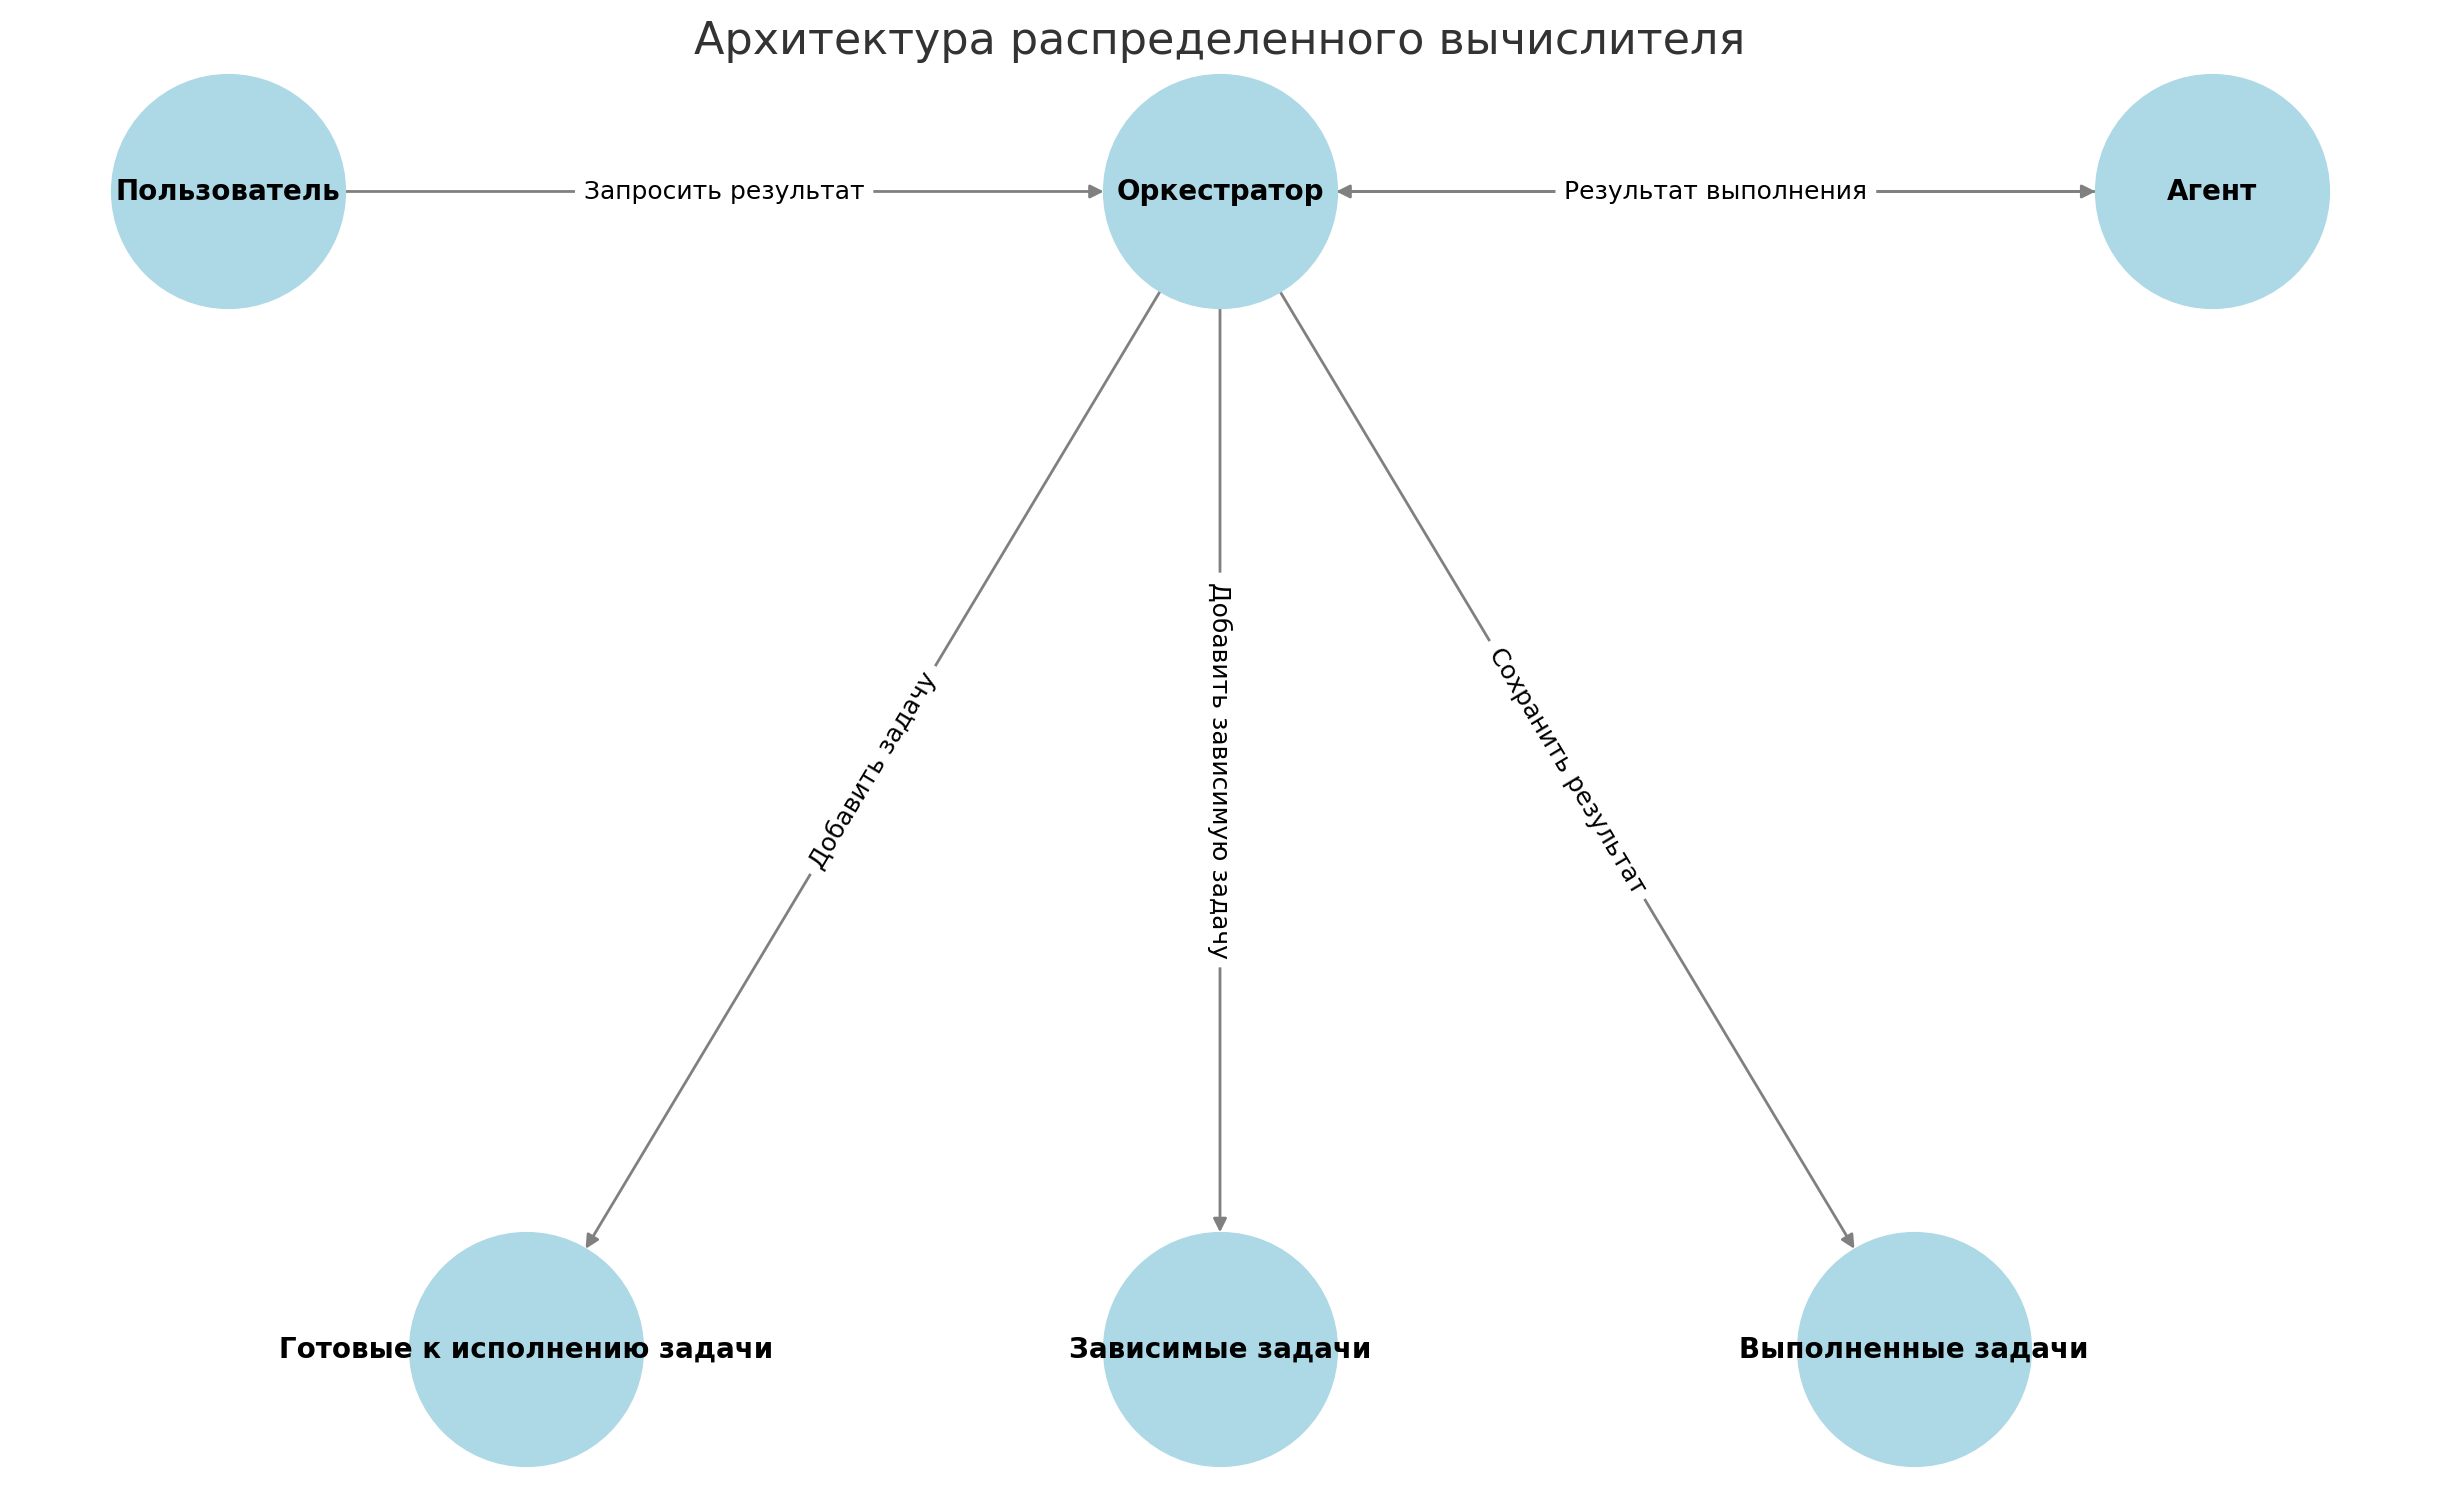 Архитектура распределенного вычислителя
Пользователь
Запросить результат
Оркестратор
Результат выполнения
Агент
Добавить задачу
Добавить зависимую задачу
Сохранить результат
Готовые к исполнению задачи
Зависимые задачи
Выполненные задачи